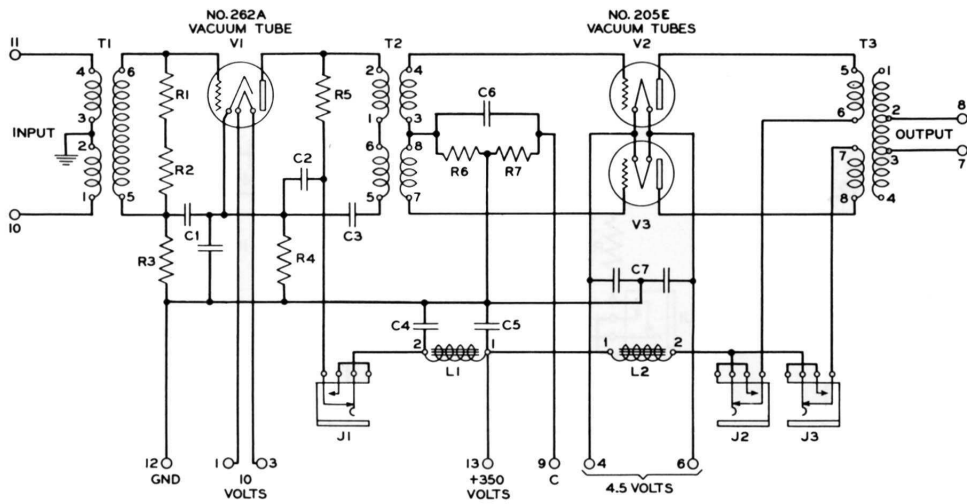 NO. 262A
VACUUM TUBE
V1
NO. 205E
VACUUM TUBES
V2
11
T1
T2
T3
4
6
R1
R5
2
4
C6
5
1
8
3
1
3
6
2
INPUT
2
R2
C2
6
8
R6
R7
7
3
OUTPUT
7
1
5
5
7
8
4
10
C1
C3
V3
R3
R4
C7
C4
C5
2
1
1
2
L1
L2
J1
J2
J3
12
1
3
13
9
4
6
GND
10
VOLTS
+350
VOLTS
C
4.5 VOLTS